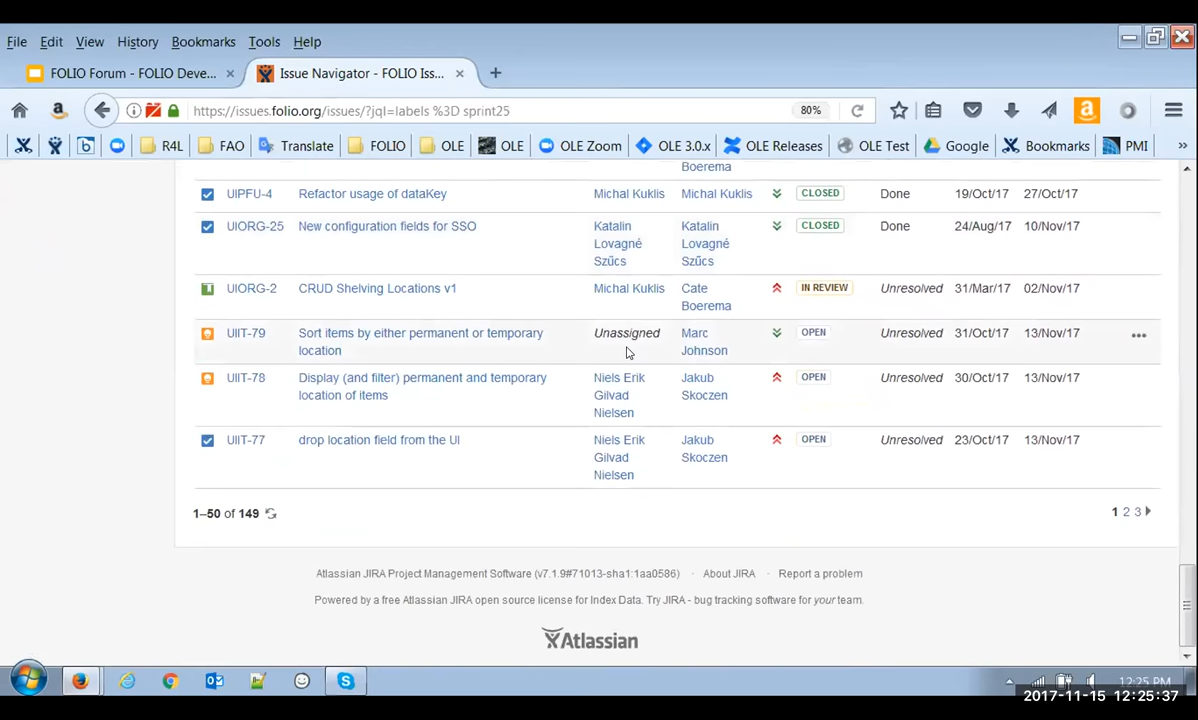 File Edit View History Bookmarks Tools Help
FOLIO Forum - FOLIO Deve... × Issue Navigator - FOLIO Iss... × +
https://issues.folio.org/issues/?jql=labels %3D sprint25 80%
R4L FAO Translate FOLIO OLE OLE OLE Zoom OLE 3.0.x OLE Releases OLE Test Google Bookmarks PMI »
Boerema
UIPFU-4 Refactor usage of dataKey Michal Kuklis Michal Kuklis CLOSED Done 19/Oct/17 27/Oct/17
UIORG-25 New configuration fields for SSO Katalin Katalin CLOSED Done 24/Aug/17 10/Nov/17
Lovagné Lovagné
Szűcs Szűcs
UIORG-2 CRUD Shelving Locations v1 Michal Kuklis Cate IN REVIEW Unresolved 31/Mar/17 02/Nov/17
Boerema
UIIT-79 Sort items by either permanent or temporary Unassigned Marc OPEN Unresolved 31/Oct/17 13/Nov/17 •••
location Johnson
UIIT-78 Display (and filter) permanent and temporary Niels Erik Jakub OPEN Unresolved 30/Oct/17 13/Nov/17
location of items Gilvad Skoczen
Nielsen
UIIT-77 drop location field from the UI Niels Erik Jakub OPEN Unresolved 23/Oct/17 13/Nov/17
Gilvad Skoczen
Nielsen
1–50 of 149 1 2 3
Atlassian JIRA Project Management Software (v7.1.9#71013-sha1:1aa0586) · About JIRA · Report a problem
Powered by a free Atlassian JIRA open source license for Index Data. Try JIRA - bug tracking software for your team.
Atlassian
12:25 PM
2017-11-15 12:25:37